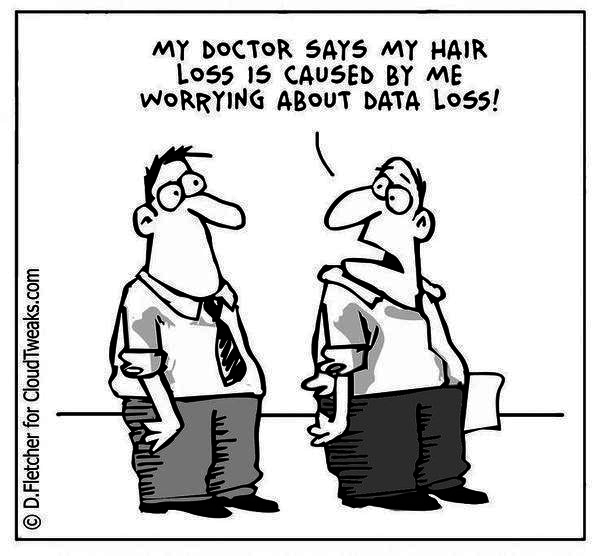 MY DOCTOR SAYS MY HAIR
LOSS IS CAUSED BY ME
WORRYING ABOUT DATA LOSS!
© D.Fletcher for CloudTweaks.com